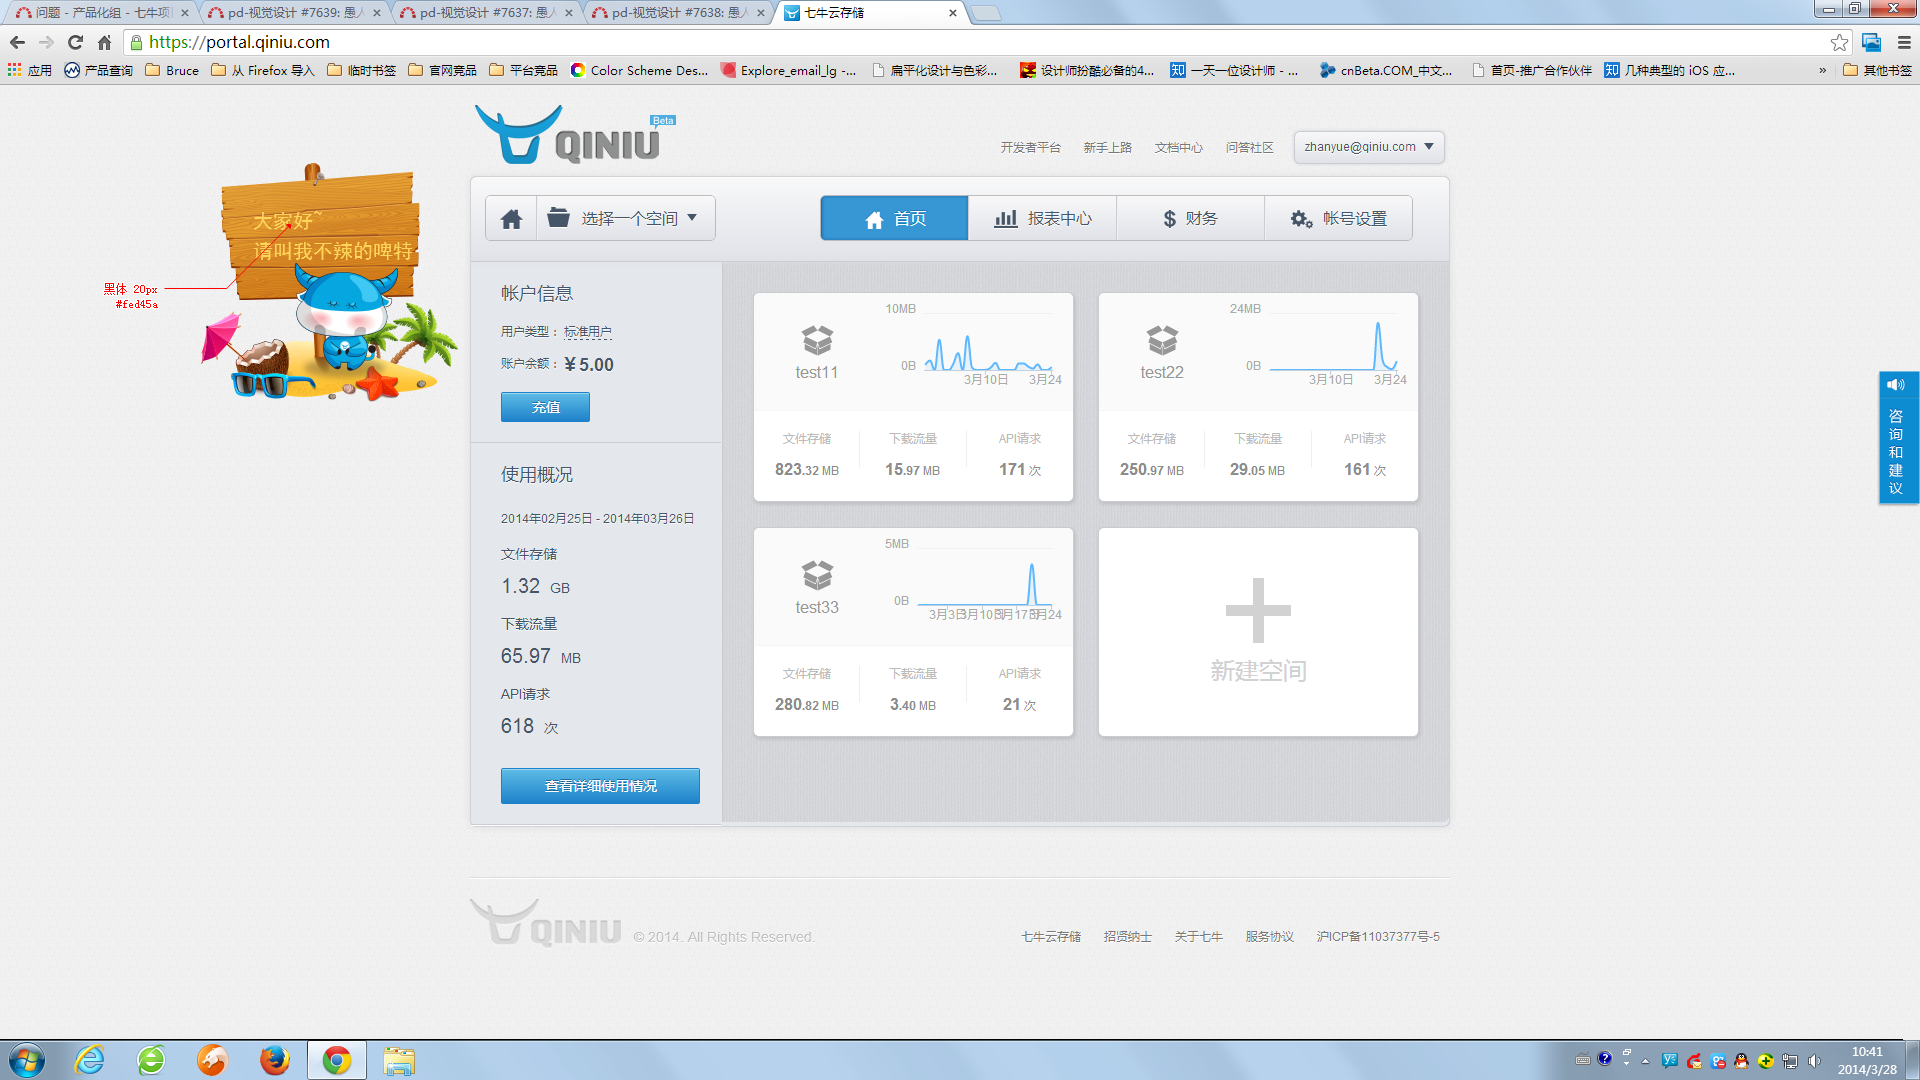 问题 - 产品化组 - 七牛项
pd-视觉设计 #7639: 愚人
pd-视觉设计 #7637: 愚人
pd-视觉设计 #7638: 愚人
七牛云存储
https://portal.qiniu.com
应用
产品查询
Bruce
从 Firefox 导入
临时书签
官网竞品
平台竞品
Color Scheme Des...
Explore_email_lg -...
扁平化设计与色彩...
设计师扮酷必备的4...
一天一位设计师 - ...
cnBeta.COM_中文...
首页-推广合作伙伴
几种典型的 iOS 应...
»
其他书签
QINIU
Beta
开发者平台
新手上路
文档中心
问答社区
zhanyue@qiniu.com
大家好~
请叫我不辣的啤特·
黑体 20px
#fed45a
选择一个空间
首页
报表中心
$ 财务
帐号设置
帐户信息
用户类型： 标准用户
账户余额： ¥5.00
充值
使用概况
2014年02月25日 - 2014年03月26日
文件存储
1.32 GB
下载流量
65.97 MB
API请求
618 次
查看详细使用情况
test11
10MB
0B
3月10日
3月24
文件存储
下载流量
API请求
823.32 MB
15.97 MB
171 次
test22
24MB
0B
3月10日
3月24
文件存储
下载流量
API请求
250.97 MB
29.05 MB
161 次
test33
5MB
0B
3月3日
3月10日
3月17日
3月24
文件存储
下载流量
API请求
280.82 MB
3.40 MB
21 次
新建空间
咨询和建议
QINIU
© 2014. All Rights Reserved.
七牛云存储
招贤纳士
关于七牛
服务协议
沪ICP备11037377号-5
10:41
2014/3/28